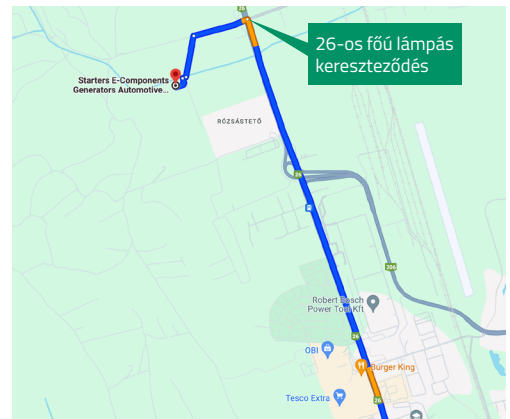 26
26-os főú lámpás
kereszteződés
Starters E-Components
Generators Automotive...
RÓZSÁSTETŐ
26
306
Robert Bosch
Power Tool Kft
26
OBI
Burger King
Tesco Extra
26